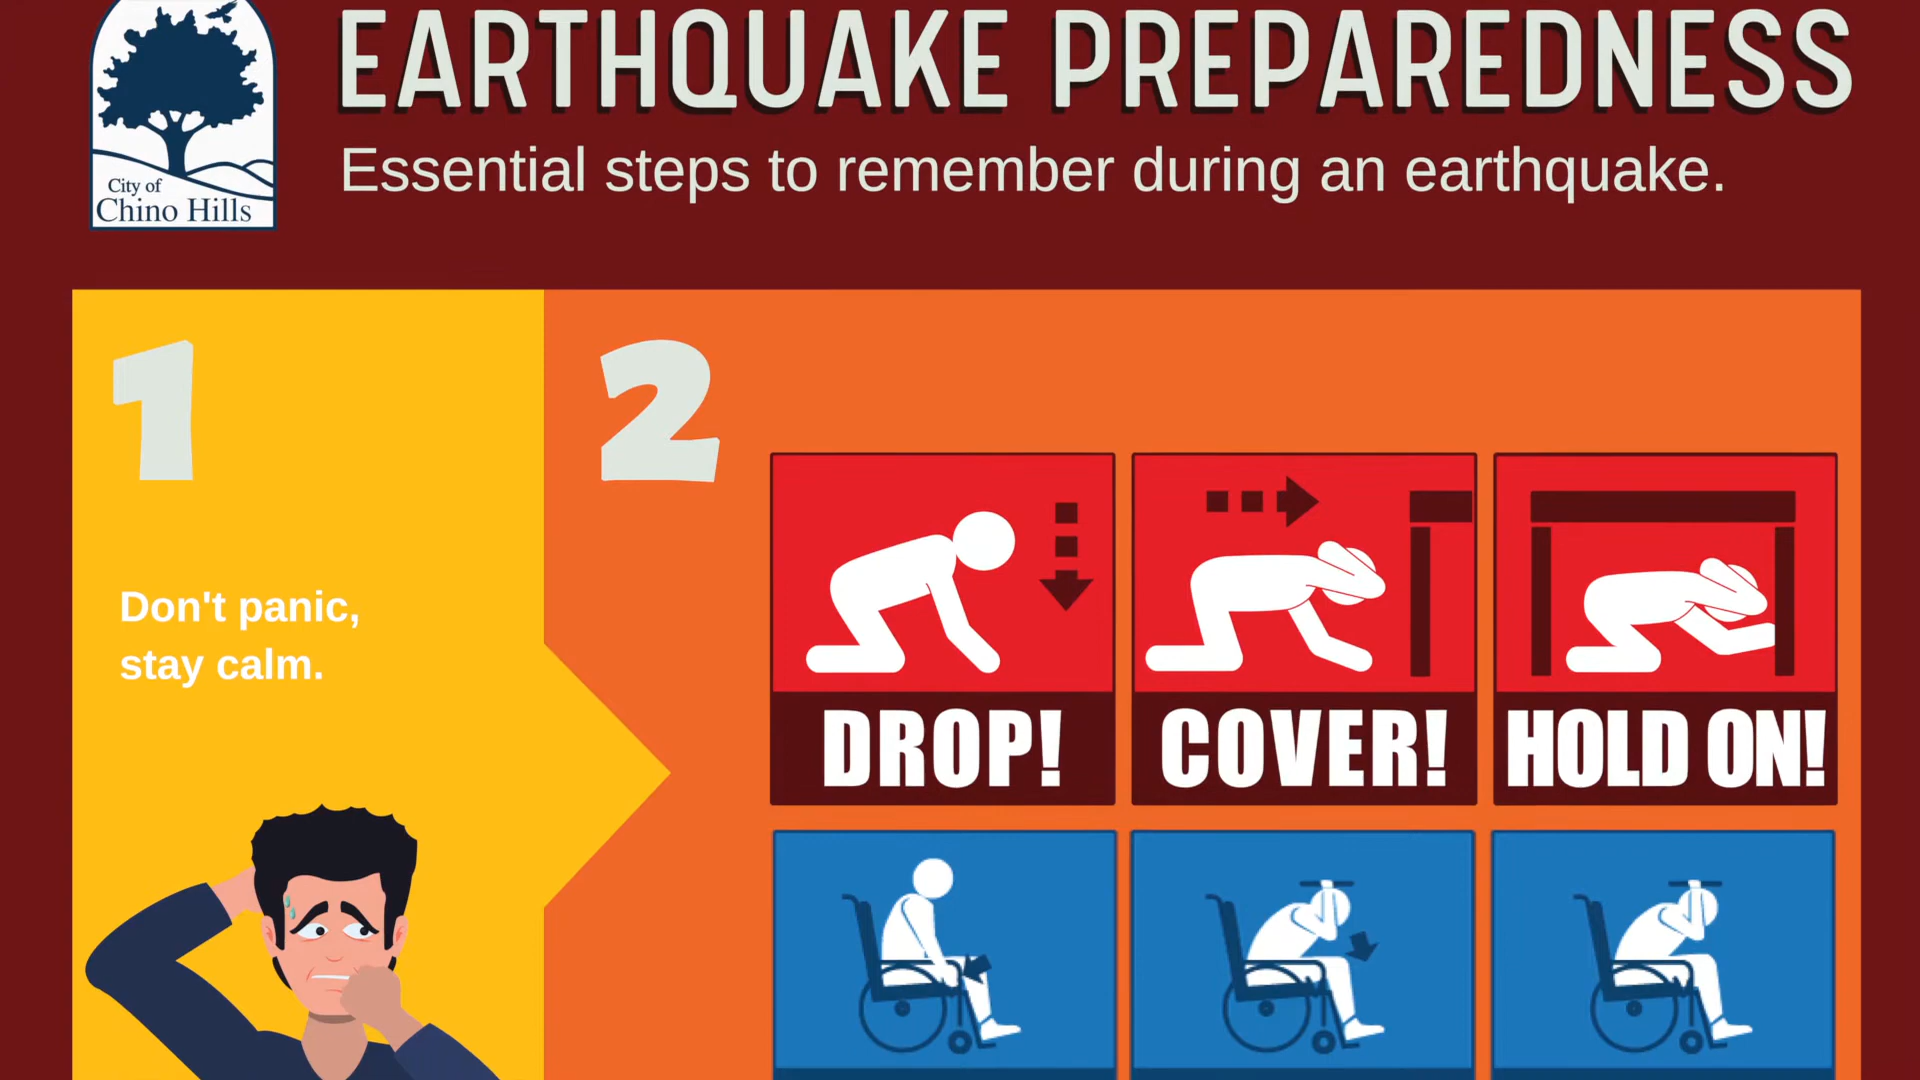 City of
Chino Hills
EARTHQUAKE PREPAREDNESS
Essential steps to remember during an earthquake.
1
Don't panic,
stay calm.
2
DROP!
COVER!
HOLD ON!